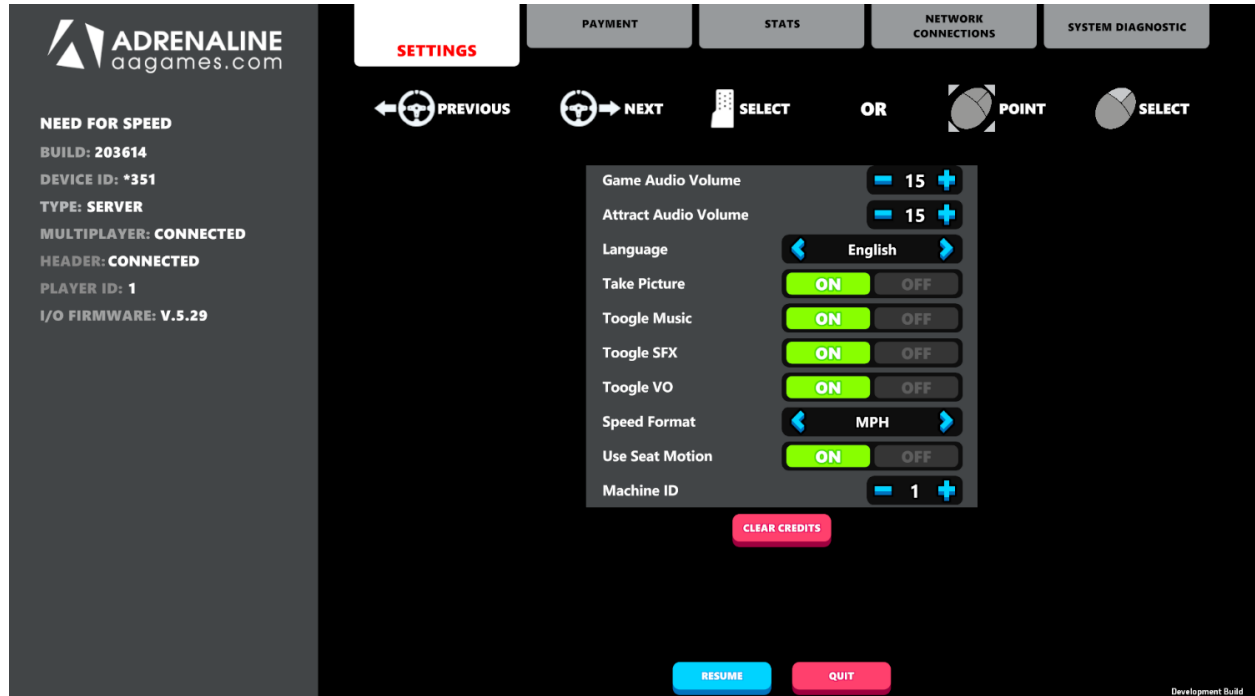 ADRENALINE
aagames.com
NEED FOR SPEED
BUILD: 203614
DEVICE ID: *351
TYPE: SERVER
MULTIPLAYER: CONNECTED
HEADER: CONNECTED
PLAYER ID: 1
I/O FIRMWARE: V.5.29
SETTINGS
PAYMENT
STATS
NETWORK
CONNECTIONS
SYSTEM DIAGNOSTIC
PREVIOUS
NEXT
SELECT
OR
POINT
SELECT
Game Audio Volume 15
Attract Audio Volume 15
Language English
Take Picture ON OFF
Toogle Music ON OFF
Toogle SFX ON OFF
Toogle VO ON OFF
Speed Format MPH
Use Seat Motion ON OFF
Machine ID 1
CLEAR CREDITS
RESUME
QUIT
Development Build